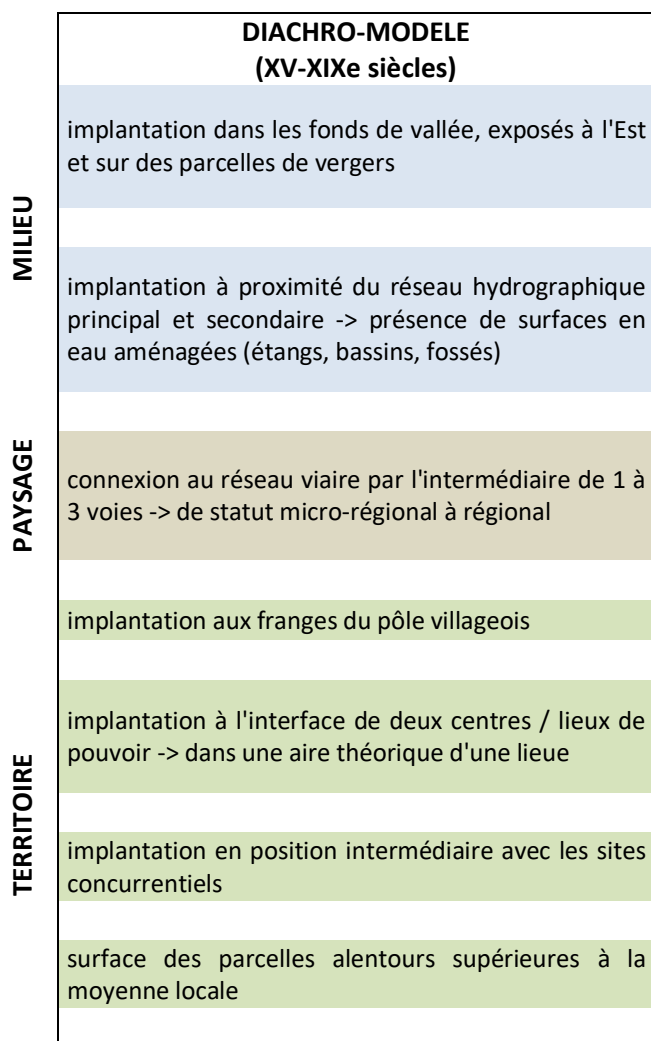 DIACHRO-MODELE
(XV-XIXe siècles)
MILIEU
implantation dans les fonds de vallée, exposés à l'Est
et sur des parcelles de vergers
implantation à proximité du réseau hydrographique
principal et secondaire -> présence de surfaces en
eau aménagées (étangs, bassins, fossés)
PAYSAGE
connexion au réseau viaire par l'intermédiaire de 1 à
3 voies -> de statut micro-régional à régional
TERRITOIRE
implantation aux franges du pôle villageois
implantation à l'interface de deux centres / lieux de
pouvoir -> dans une aire théorique d'une lieue
implantation en position intermédiaire avec les sites
concurrentiels
surface des parcelles alentours supérieures à la
moyenne locale